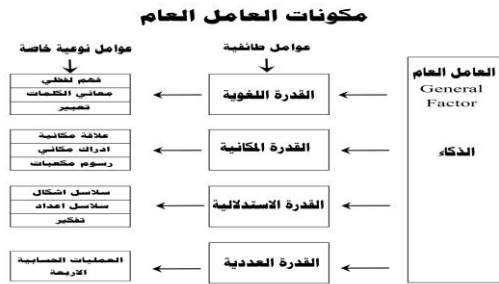 مكونات العامل العام
عوامل طائفية
عوامل نوعية خاصة
العامل العام
General
Factor
الذكاء
القدرة اللغوية
فهم لفظي
معاني الكلمات
تعبير
القدرة المكانية
علاقة مكانية
ادراك مكاني
رسوم مكعبات
القدرة الاستدلالية
سلاسل اشكال
سلاسل اعداد
تفكير
القدرة العددية
العمليات الحسابية
الاربعة